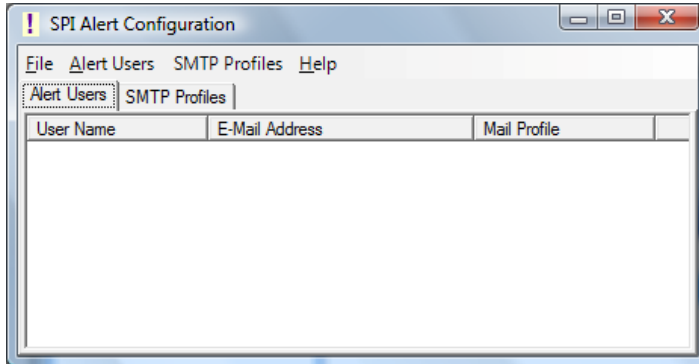 SPI Alert Configuration
File Alert Users SMTP Profiles Help
Alert Users SMTP Profiles
User Name E-Mail Address Mail Profile